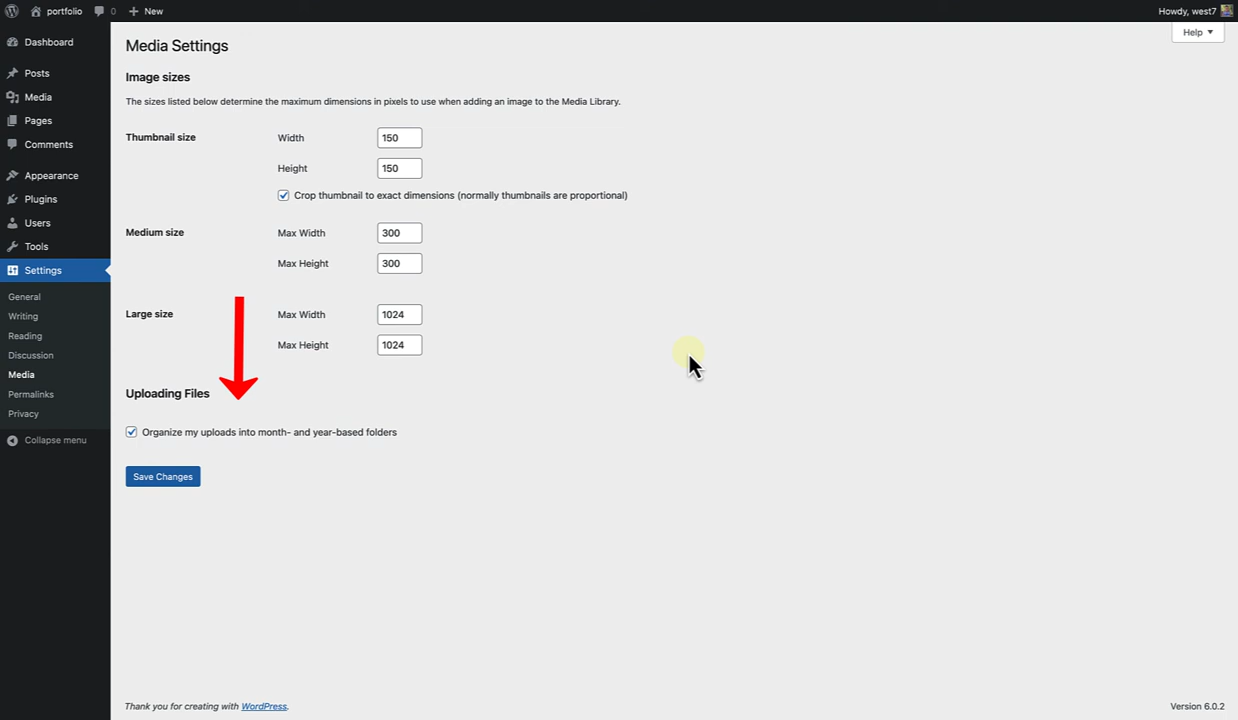 portfolio 0 New Howdy, west7
Help
Dashboard
Posts
Media
Pages
Comments
Appearance
Plugins
Users
Tools
Settings
General
Writing
Reading
Discussion
Media
Permalinks
Privacy
Collapse menu
Media Settings
Image sizes
The sizes listed below determine the maximum dimensions in pixels to use when adding an image to the Media Library.
Thumbnail size Width 150
Height 150
Crop thumbnail to exact dimensions (normally thumbnails are proportional)
Medium size Max Width 300
Max Height 300
Large size Max Width 1024
Max Height 1024
Uploading Files
Organize my uploads into month- and year-based folders
Save Changes
Thank you for creating with WordPress. Version 6.0.2